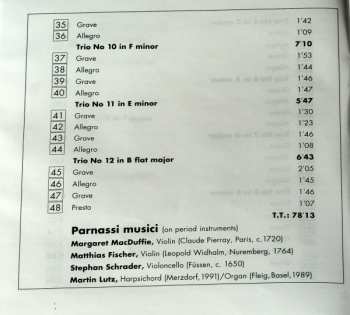 35 Grave 1'42
36 Allegro 1'09
Trio No 10 in F minor 7'10
37 Grave 1'53
38 Allegro 1'44
39 Grave 1'46
40 Allegro 1'47
Trio No 11 in E minor 5'47
41 Grave 1'30
42 Allegro 1'23
43 Grave 1'46
44 Allegro 1'08
Trio No 12 in B flat major 6'43
45 Grave 2'05
46 Allegro 1'45
47 Grave 1'46
48 Presto 1'07
T.T.: 78'13
Parnassi musici (on period instruments)
Margaret MacDuffie, Violin (Claude Pierray, Paris, c.1720)
Matthias Fischer, Violin (Leopold Widhalm, Nuremberg, 1764)
Stephan Schrader, Violoncello (Füssen, c. 1650)
Martin Lutz, Harpsichord (Merzdorf,1991)/Organ (Fleig,Basel,1989)